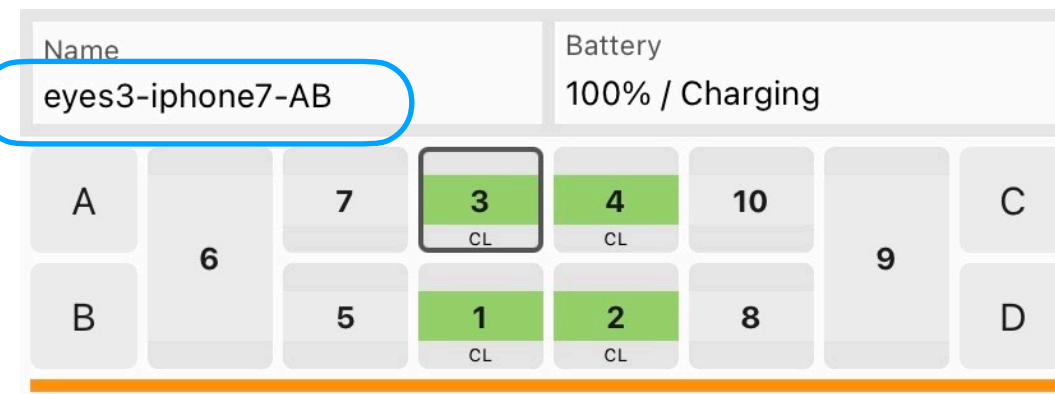 Name
eyes3-iphone7-AB
Battery
100% / Charging
A 7 3 4 10 C
CL CL
6 9
B 5 1 2 8 D
CL CL